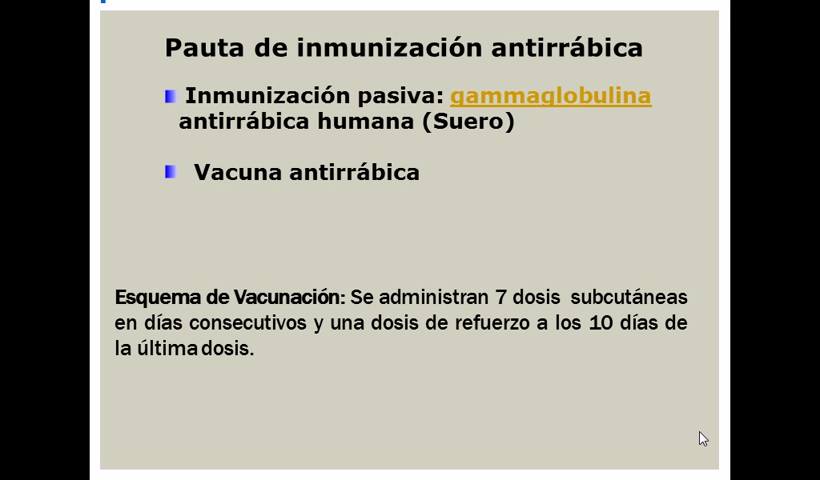 Pauta de inmunización antirrábica
Inmunización pasiva: gammaglobulina
antirrábica humana (Suero)
Vacuna antirrábica
Esquema de Vacunación: Se administran 7 dosis subcutáneas
en días consecutivos y una dosis de refuerzo a los 10 días de
la última dosis.